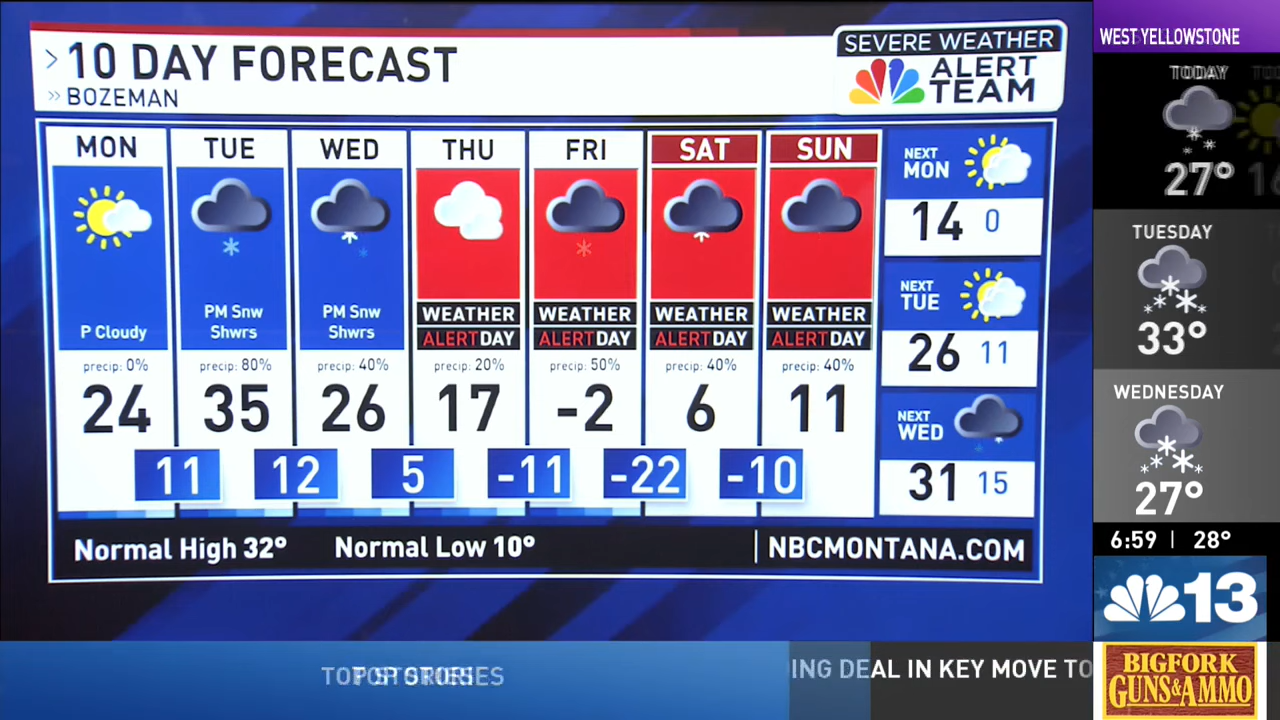 10 DAY FORECAST
BOZEMAN
SEVERE WEATHER
ALERT
TEAM
MON TUE WED THU FRI SAT SUN
P Cloudy
PM Snw
Shwrs
PM Snw
Shwrs
WEATHER
ALERT DAY
WEATHER
ALERT DAY
WEATHER
ALERT DAY
WEATHER
ALERT DAY
precip: 0% precip: 80% precip: 40% precip: 20% precip: 50% precip: 40% precip: 40%
24 35 26 17 -2 6 11
11 12 5 -11 -22 -10
NEXT
MON
14 0
NEXT
TUE
26 11
NEXT
WED
31 15
Normal High 32° Normal Low 10° NBCMONTANA.COM
WEST YELLOWSTONE
TODAY
27°
TUESDAY
33°
WEDNESDAY
27°
6:59 28°
13
BIGFORK
GUNS & AMMO
DEAL IN KEY MOVE TO